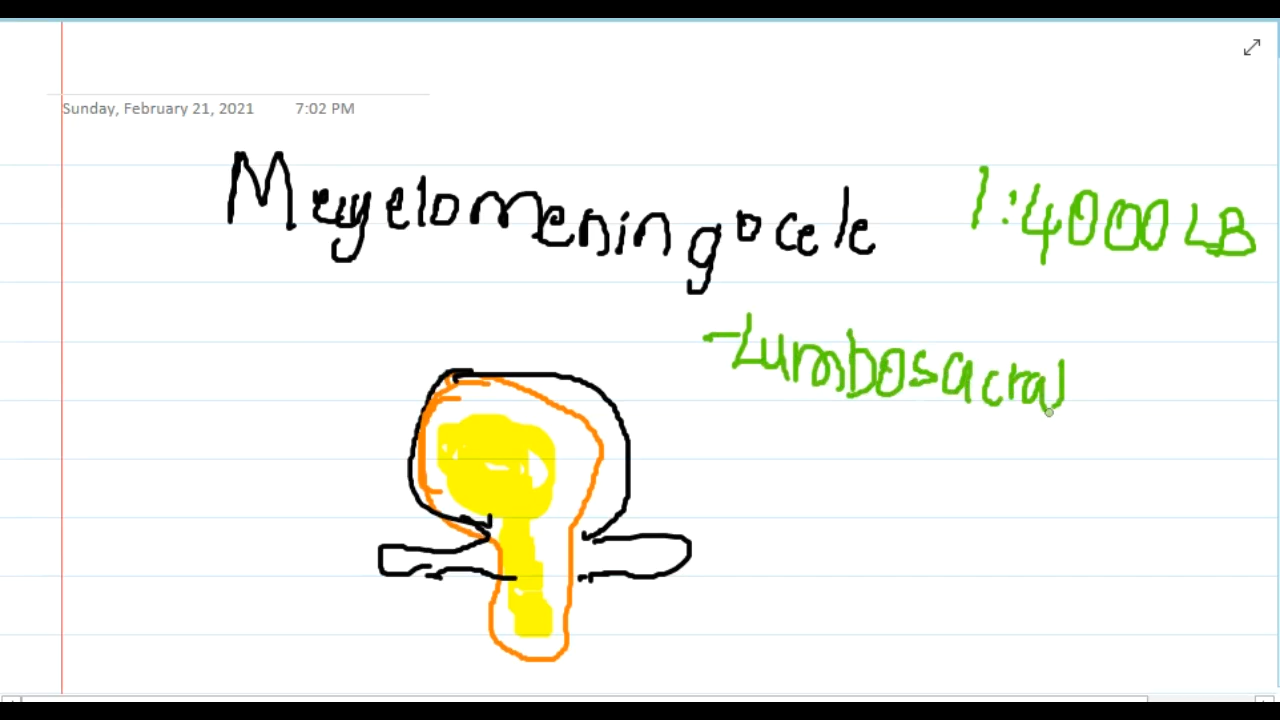 Sunday, February 21, 2021 7:02 PM
Meyelomeningocele
1:4000 LB
-Lumbosacral